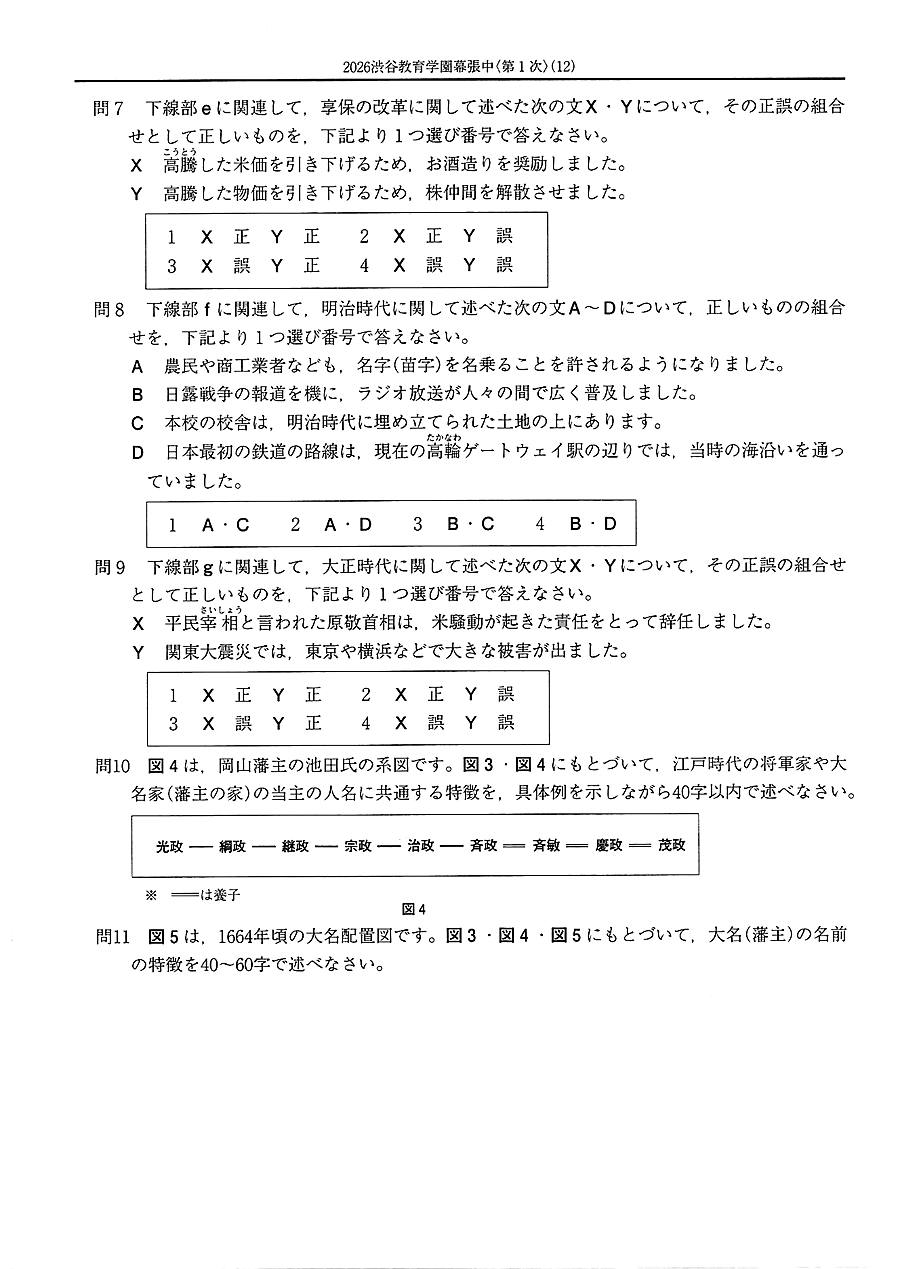 2026渋谷教育学園幕張中〈第1次〉(12)
問7 下線部eに関連して，享保の改革に関して述べた次の文X・Yについて，その正誤の組合
せとして正しいものを，下記より1つ選び番号で答えなさい。
こうとう
X 高騰した米価を引き下げるため，お酒造りを奨励しました。
Y 高騰した物価を引き下げるため，株仲間を解散させました。
1 X 正 Y 正 2 X 正 Y 誤
3 X 誤 Y 正 4 X 誤 Y 誤
問8 下線部fに関連して，明治時代に関して述べた次の文A～Dについて，正しいものの組合
せを，下記より1つ選び番号で答えなさい。
A 農民や商工業者なども，名字(苗字)を名乗ることを許されるようになりました。
B 日露戦争の報道を機に，ラジオ放送が人々の間で広く普及しました。
C 本校の校舎は，明治時代に埋め立てられた土地の上にあります。
たかなわ
D 日本最初の鉄道の路線は，現在の高輪ゲートウェイ駅の辺りでは，当時の海沿いを通っ
ていました。
1 A・C 2 A・D 3 B・C 4 B・D
問9 下線部gに関連して，大正時代に関して述べた次の文X・Yについて，その正誤の組合せ
として正しいものを，下記より1つ選び番号で答えなさい。
さいしょう
X 平民宰相と言われた原敬首相は，米騒動が起きた責任をとって辞任しました。
Y 関東大震災では，東京や横浜などで大きな被害が出ました。
1 X 正 Y 正 2 X 正 Y 誤
3 X 誤 Y 正 4 X 誤 Y 誤
問10 図4は，岡山藩主の池田氏の系図です。図3・図4にもとづいて，江戸時代の将軍家や大
名家(藩主の家)の当主の人名に共通する特徴を，具体例を示しながら40字以内で述べなさい。
光政 ― 綱政 ― 継政 ― 宗政 ― 治政 ― 斉政 ＝ 斉敏 ＝ 慶政 ＝ 茂政
※ ＝は養子
図4
問11 図5は，1664年頃の大名配置図です。図3・図4・図5にもとづいて，大名(藩主)の名前
の特徴を40～60字で述べなさい。